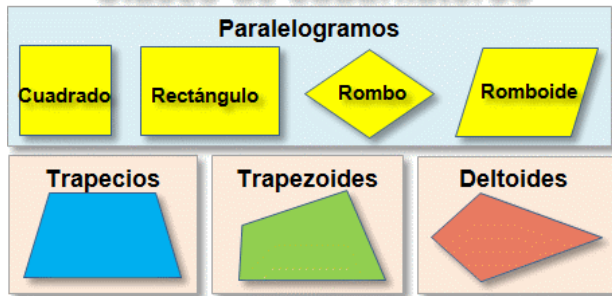 Paralelogramos
Cuadrado
Rectángulo
Rombo
Romboide
Trapecios
Trapezoides
Deltoides